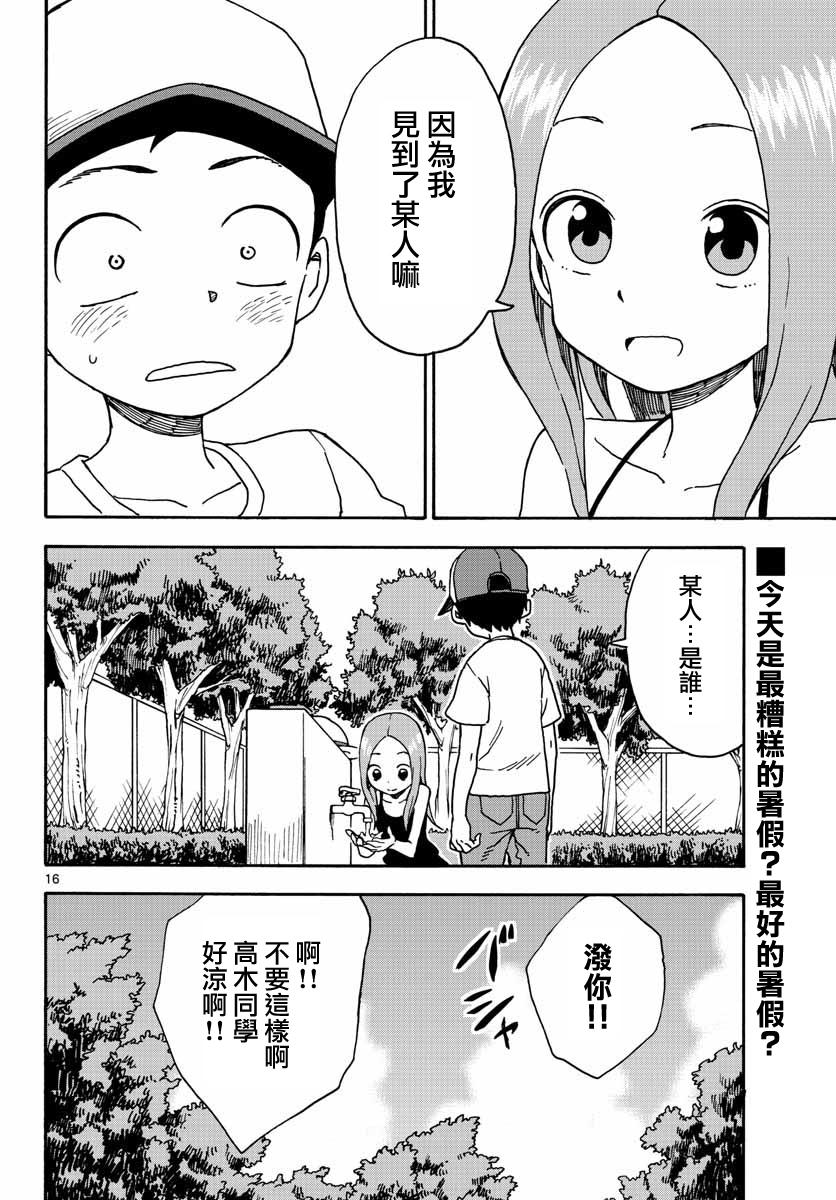 因為我
見到了某人嘛
某人…是誰…
16
潑你!!
バシャ
啊!!
不要這樣啊
高木同學
好涼啊!!
■今天是最糟糕的暑假？最好的暑假？